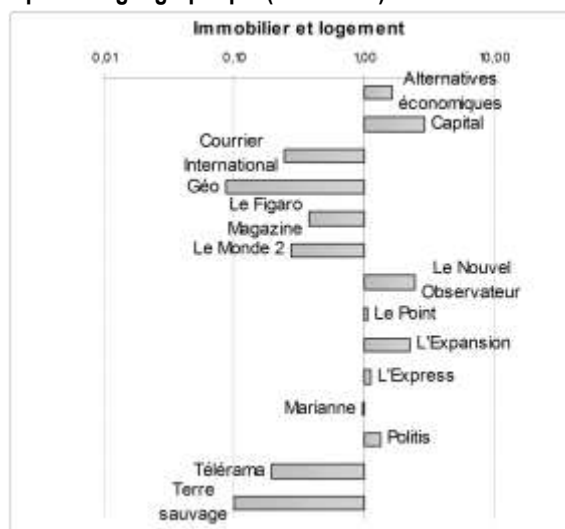 Immobilier et logement
0,01 0,10 1,00 10,00
Alternatives
économiques
Capital
Courrier
International
Géo
Le Figaro
Magazine
Le Monde 2
Le Nouvel
Observateur
Le Point
L'Expansion
L'Express
Marianne
Politis
Télérama
Terre
sauvage